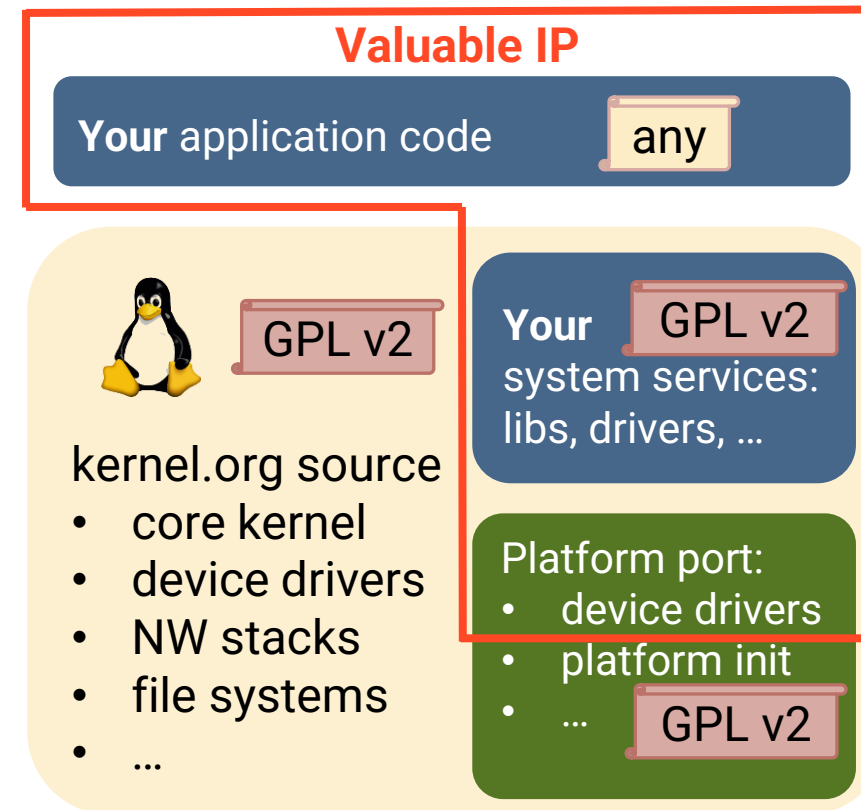 Valuable IP
Your application code
any
GPL v2
kernel.org source
• core kernel
• device drivers
• NW stacks
• file systems
• …
Your
GPL v2
system services:
libs, drivers, …
Platform port:
• device drivers
• platform init
• …
GPL v2